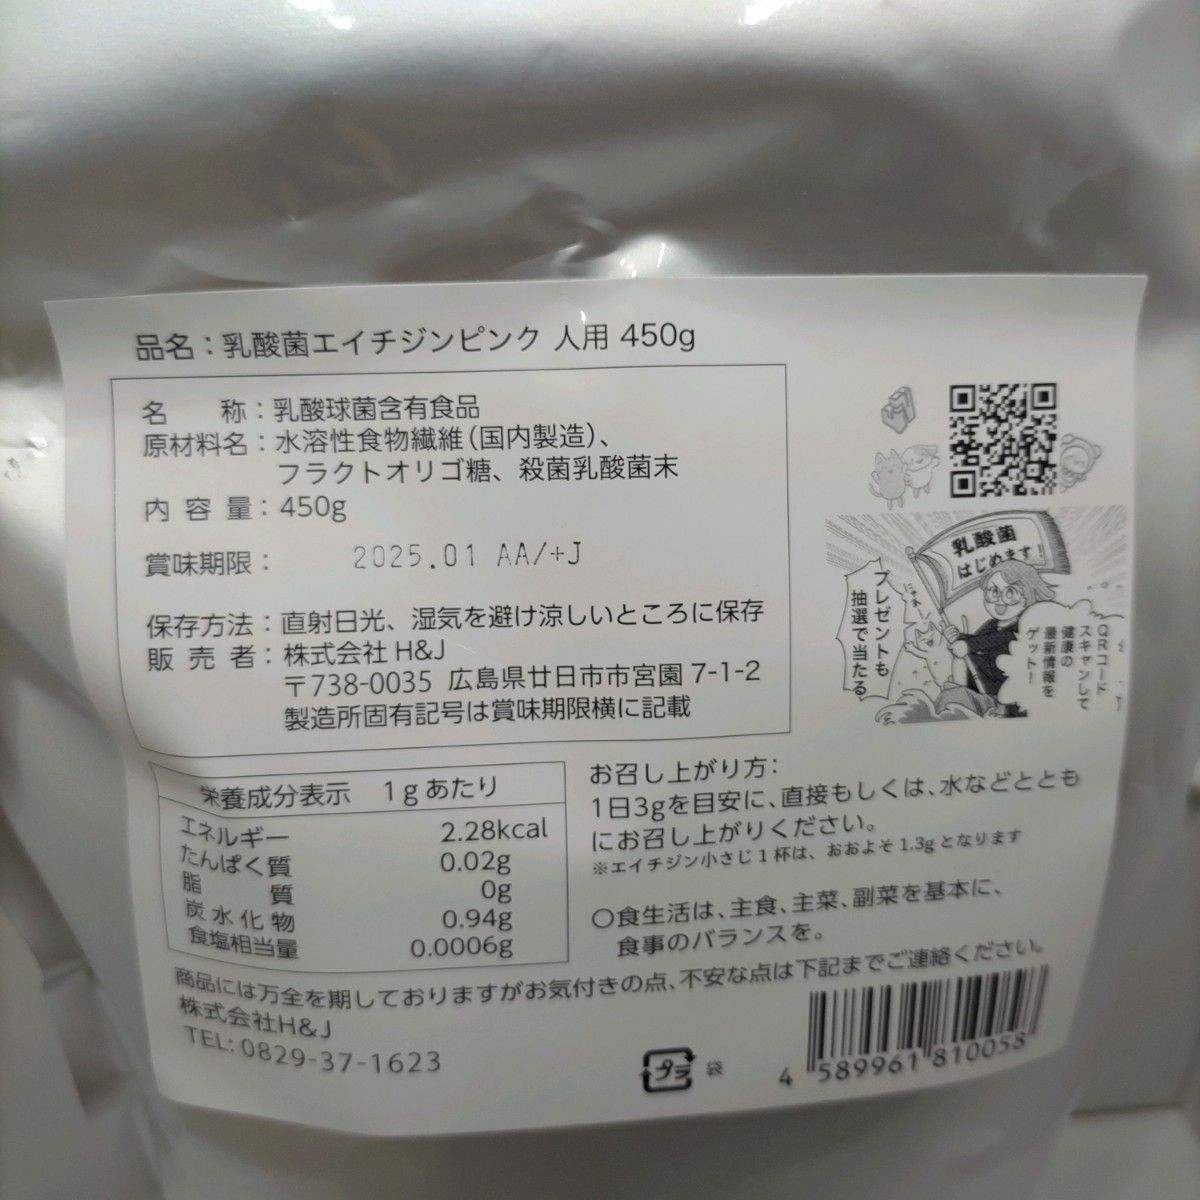 品名：乳酸菌エイチジンピンク 人用 450g
名　　称：乳酸球菌含有食品
原材料名：水溶性食物繊維（国内製造）、
フラクトオリゴ糖、殺菌乳酸菌末
内 容 量：450g
賞味期限：　2025.01 AA/+J
保存方法：直射日光、湿気を避け涼しいところに保存
販 売 者：株式会社 H&J
〒738-0035 広島県廿日市市宮園 7-1-2
製造所固有記号は賞味期限横に記載
乳酸菌
はじめます！
プレゼントも
抽選で当たる
QRコード
スキャンして
健康の
最新情報を
ゲット！
栄養成分表示　1gあたり
エネルギー　2.28kcal
たんぱく質　0.02g
脂　　質　0g
炭水化物　0.94g
食塩相当量　0.0006g
お召し上がり方：
1日3gを目安に、直接もしくは、水などととも
にお召し上がりください。
※エイチジン小さじ1杯は、おおよそ1.3gとなります
○食生活は、主食、主菜、副菜を基本に、
食事のバランスを。
商品には万全を期しておりますがお気付きの点、不安な点は下記までご連絡ください。
株式会社H&J
TEL:0829-37-1623
プラ 袋
4 589961 810058